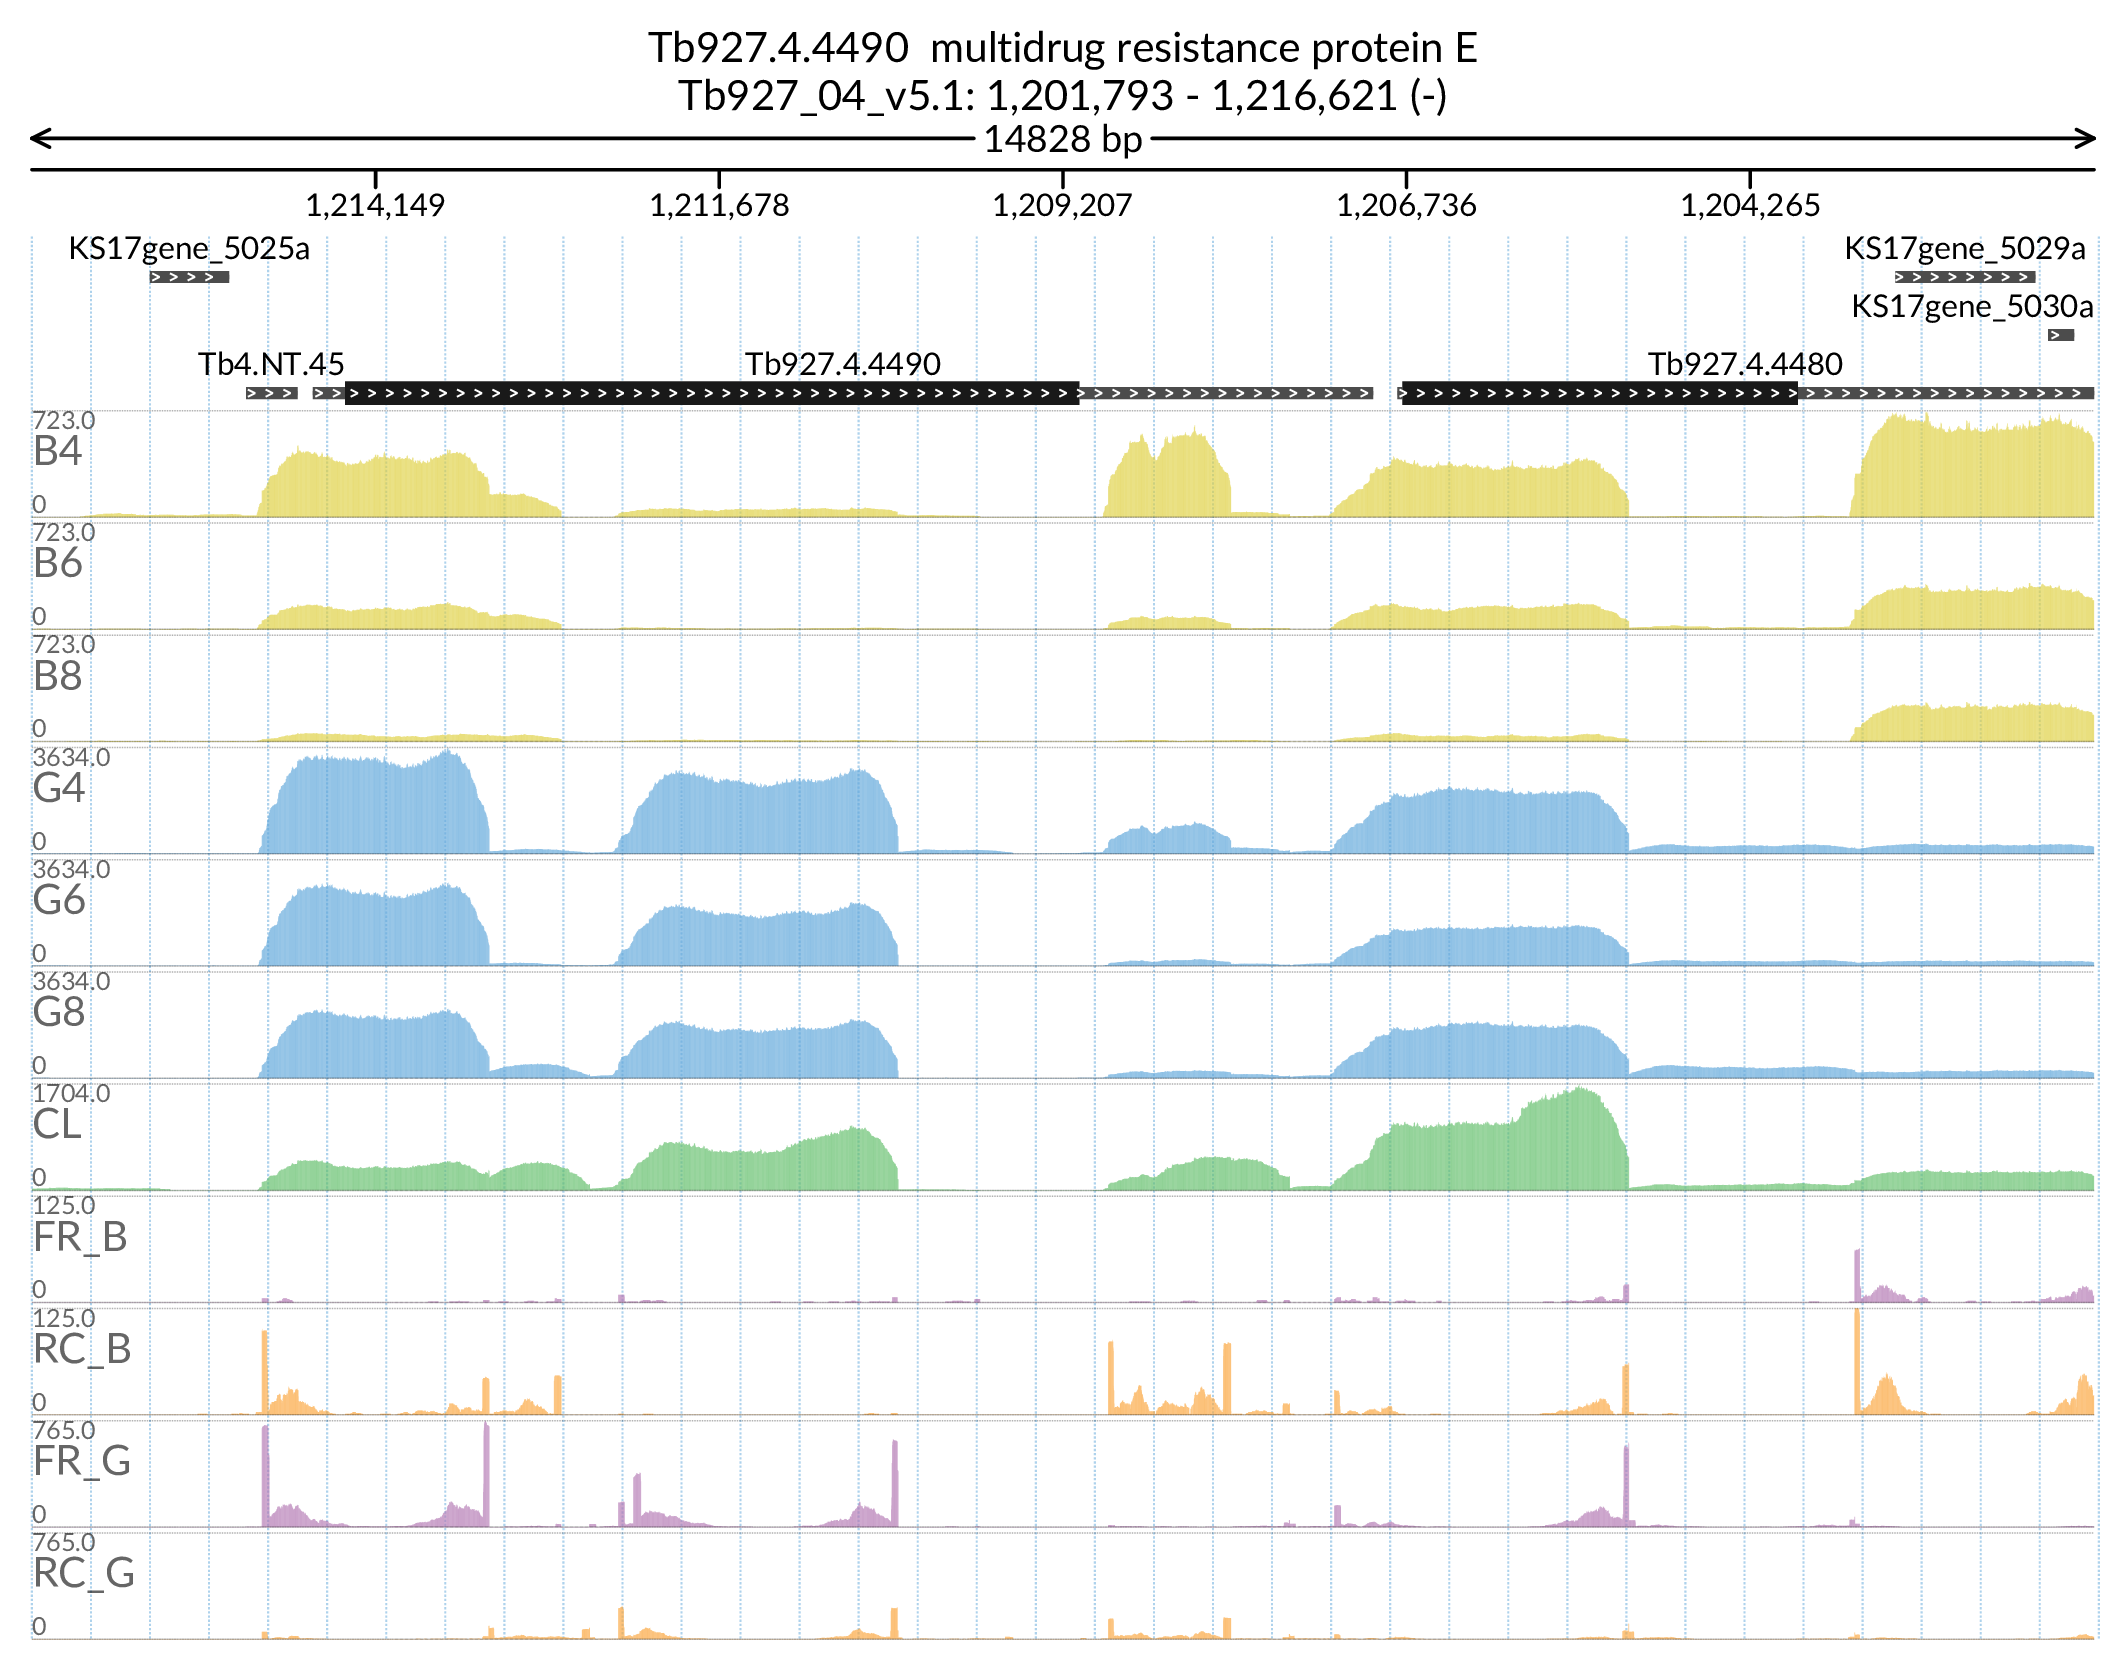 Tb927.4.4490  multidrug resistance protein E
Tb927_04_v5.1: 1,201,793 - 1,216,621 (-)
14828 bp
1,214,149 1,211,678 1,209,207 1,206,736 1,204,265
KS17gene_5025a KS17gene_5029a
KS17gene_5030a
Tb4.NT.45 Tb927.4.4490 Tb927.4.4480
723.0
B4
0
723.0
B6
0
723.0
B8
0
3634.0
G4
0
3634.0
G6
0
3634.0
G8
0
1704.0
CL
0
125.0
FR_B
0
125.0
RC_B
0
765.0
FR_G
0
765.0
RC_G
0